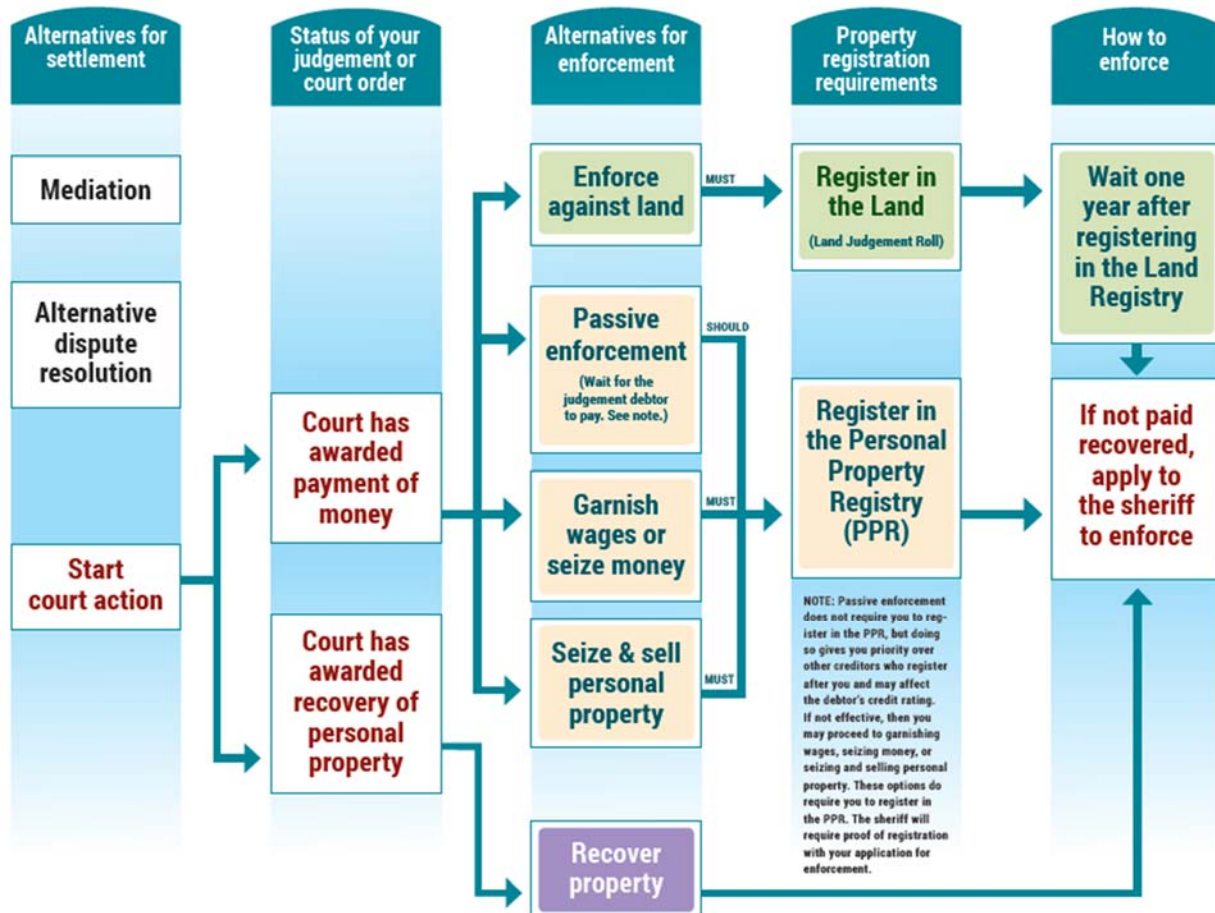 Alternatives for
settlement
Mediation
Alternative
dispute
resolution
Start
court action
Status of your
judgement or
court order
Court has
awarded
payment of
money
Court has
awarded
recovery of
personal
property
Alternatives for
enforcement
Enforce
against land
MUST
Passive
enforcement
(Wait for the
judgement debtor
to pay. See note.)
SHOULD
Garnish
wages or
seize money
MUST
Seize & sell
personal
property
MUST
Recover
property
Property
registration
requirements
Register in
the Land
(Land Judgement Roll)
Register in
the Personal
Property
Registry
(PPR)
NOTE: Passive enforcement
does not require you to reg-
ister in the PPR, but doing
so gives you priority over
other creditors who register
after you and may affect
the debtor's credit rating.
If not effective, then you
may proceed to garnishing
wages, seizing money, or
seizing and selling personal
property. These options do
require you to register in
the PPR. The sheriff will
require proof of registration
with your application for
enforcement.
How to
enforce
Wait one
year after
registering
in the Land
Registry
If not paid
recovered,
apply to
the sheriff
to enforce